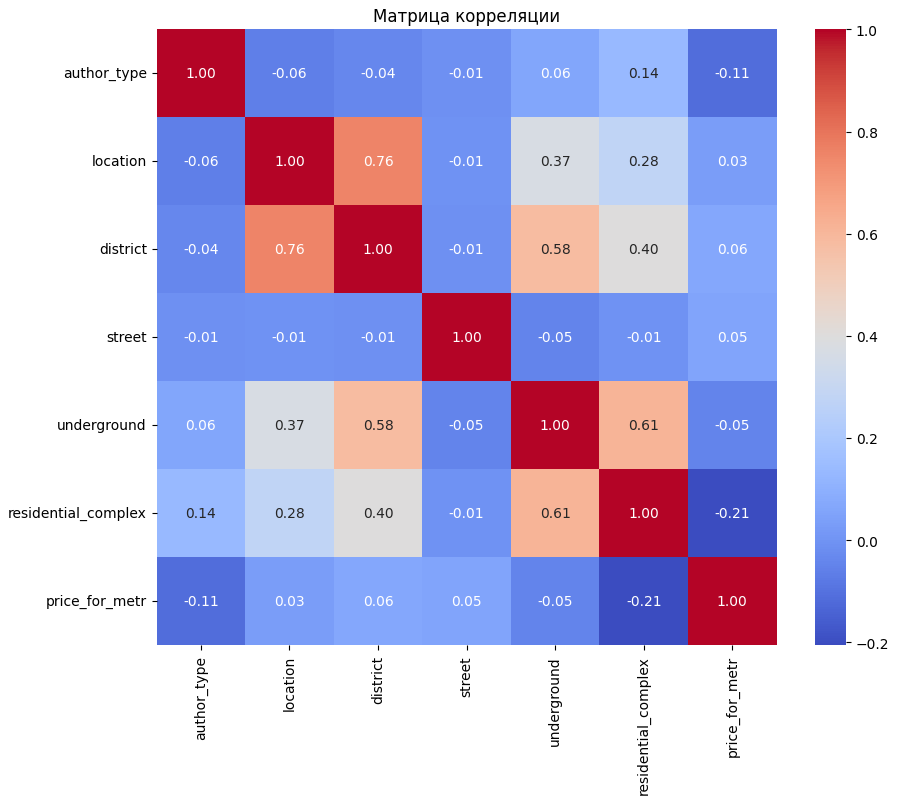 Матрица корреляции
author_type 1.00 -0.06 -0.04 -0.01 0.06 0.14 -0.11
location -0.06 1.00 0.76 -0.01 0.37 0.28 0.03
district -0.04 0.76 1.00 -0.01 0.58 0.40 0.06
street -0.01 -0.01 -0.01 1.00 -0.05 -0.01 0.05
underground 0.06 0.37 0.58 -0.05 1.00 0.61 -0.05
residential_complex 0.14 0.28 0.40 -0.01 0.61 1.00 -0.21
price_for_metr -0.11 0.03 0.06 0.05 -0.05 -0.21 1.00
author_type
location
district
street
underground
residential_complex
price_for_metr
1.0
0.8
0.6
0.4
0.2
0.0
−0.2